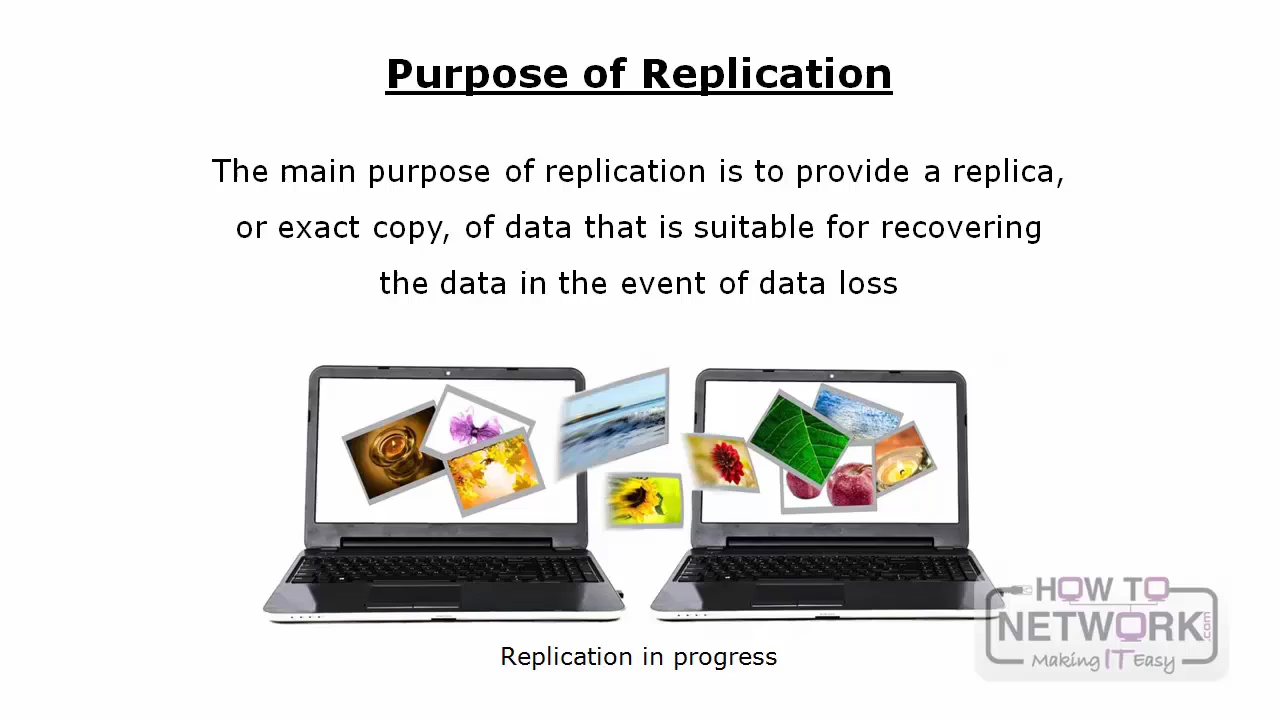 Purpose of Replication
The main purpose of replication is to provide a replica,
or exact copy, of data that is suitable for recovering
the data in the event of data loss
Replication in progress
HOW TO
NETWORK.com
Making IT Easy